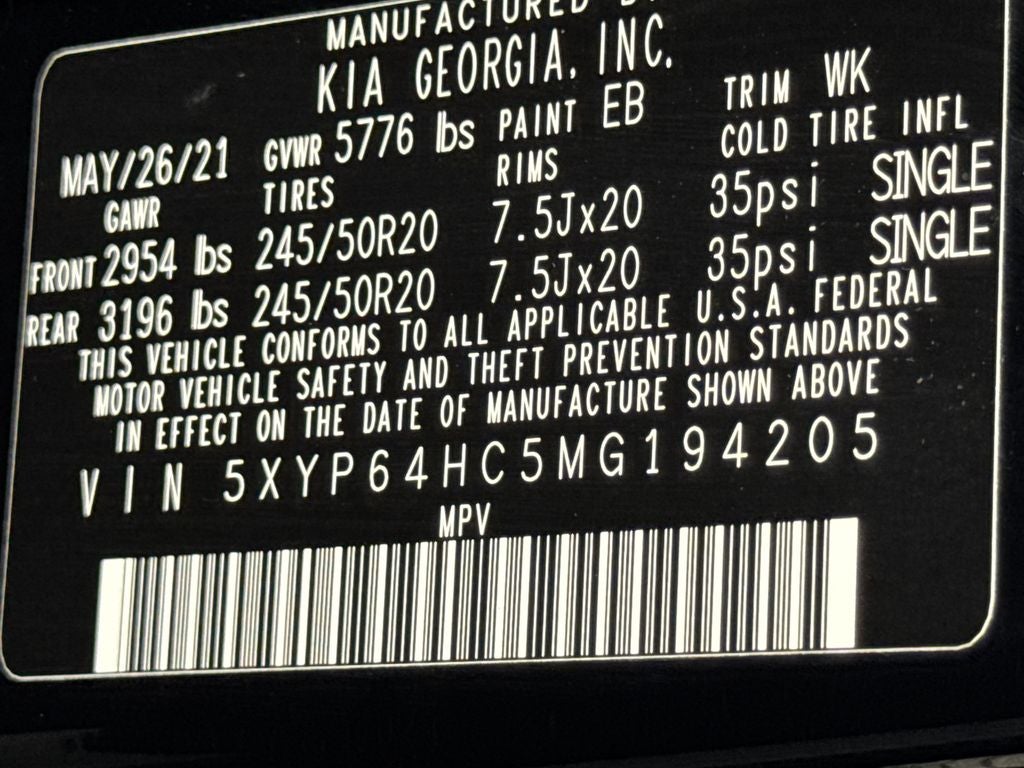 MANUFACTURED BY
KIA GEORGIA, INC.
MAY/26/21 GVWR 5776 lbs PAINT EB TRIM WK
GAWR TIRES RIMS COLD TIRE INFL
FRONT 2954 lbs 245/50R20 7.5Jx20 35psi SINGLE
REAR 3196 lbs 245/50R20 7.5Jx20 35psi SINGLE
THIS VEHICLE CONFORMS TO ALL APPLICABLE U.S.A. FEDERAL
MOTOR VEHICLE SAFETY AND THEFT PREVENTION STANDARDS
IN EFFECT ON THE DATE OF MANUFACTURE SHOWN ABOVE
VIN 5XYP64HC5MG194205
MPV